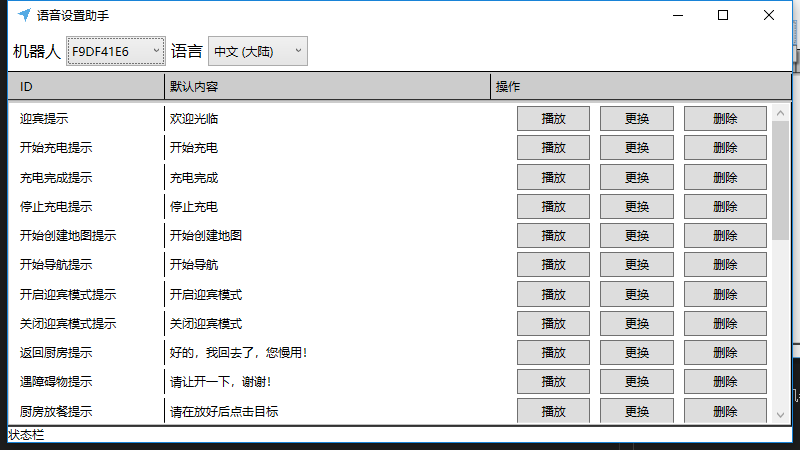 语音设置助手
机器人 F9DF41E6 语言 中文 (大陆)
ID 默认内容 操作
迎宾提示 欢迎光临 播放 更换 删除
开始充电提示 开始充电 播放 更换 删除
充电完成提示 充电完成 播放 更换 删除
停止充电提示 停止充电 播放 更换 删除
开始创建地图提示 开始创建地图 播放 更换 删除
开始导航提示 开始导航 播放 更换 删除
开启迎宾模式提示 开启迎宾模式 播放 更换 删除
关闭迎宾模式提示 关闭迎宾模式 播放 更换 删除
返回厨房提示 好的，我回去了，您慢用！ 播放 更换 删除
遇障碍物提示 请让开一下，谢谢！ 播放 更换 删除
厨房放餐提示 请在放好后点击目标 播放 更换 删除
状态栏